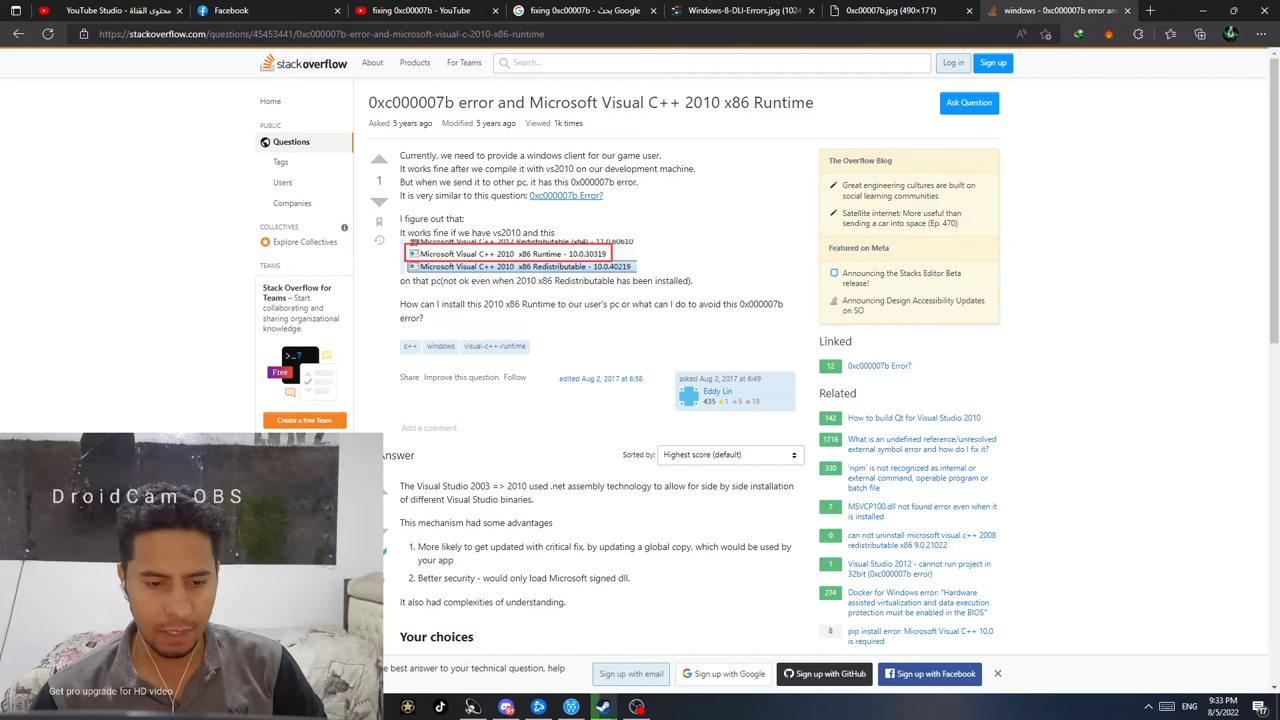 YouTube
محتوى القناة - You
Facebook
fixing 0xc00007b error - YouTube
fixing 0xc00007b - بحث Google
Windows-8-DLl-Errors.jpg (
0xc000007b.jpg (499×171)
windows - 0xc000007b error and
https://stackoverflow.com/questions/45453441/0xc000007b-error-and-microsoft-visual-c-2010-x86-runtime
stackoverflow
About
Products
For Teams
Search...
Log in
Sign up
Home
PUBLIC
Questions
Tags
Users
Companies
COLLECTIVES
Explore Collectives
TEAMS
Stack Overflow for
Teams – Start
collaborating and
sharing organizational
knowledge.
>_?
Free
Create a free Team
0xc000007b error and Microsoft Visual C++ 2010 x86 Runtime
Ask Question
Asked 5 years ago
Modified 5 years ago
Viewed 1k times
1
Currently, we need to provide a windows client for our game user.
It works fine after we compile it with vs2010 on our development machine.
But when we send it to other pc, it has this 0x000007b error.
It is very similar to this question: 0xc000007b Error?
I figure out that:
It works fine if we have vs2010 and this
Microsoft Visual C++ 2012 Redistributable (x64) - 11.0.60610
Microsoft Visual C++ 2010 x86 Runtime - 10.0.30319
Microsoft Visual C++ 2010 x86 Redistributable - 10.0.40219
on that pc(not ok even when 2010 x86 Redistributable has been installed).
How can I install this 2010 x86 Runtime to our user's pc or what can I do to avoid this 0x000007b
error?
c++
windows
visual-c++-runtime
Share
Improve this question
Follow
edited Aug 2, 2017 at 6:58
asked Aug 2, 2017 at 6:49
Eddy Lin
435 1 5 19
Add a comment
Answer
Sorted by:
Highest score (default)
The Visual Studio 2003 => 2010 used .net assembly technology to allow for side by side installation
of different Visual Studio binaries.
This mechanism had some advantages
1. More likely to get updated with critical fix, by updating a global copy, which would be used by
your app
2. Better security - would only load Microsoft signed dll.
It also had complexities of understanding.
Your choices
The Overflow Blog
Great engineering cultures are built on
social learning communities
Satellite internet: More useful than
sending a car into space (Ep. 470)
Featured on Meta
Announcing the Stacks Editor Beta
release!
Announcing Design Accessibility Updates
on SO
Linked
12
0xc000007b Error?
Related
142
How to build Qt for Visual Studio 2010
1716
What is an undefined reference/unresolved
external symbol error and how do I fix it?
330
'npm' is not recognized as internal or
external command, operable program or
batch file
7
MSVCP100.dll not found error even when it
is installed
0
can not uninstall microsoft visual c++ 2008
redistributable x86 9.0.21022
1
Visual Studio 2012 - cannot run project in
32bit (0xc000007b error)
274
Docker for Windows error: "Hardware
assisted virtualization and data execution
protection must be enabled in the BIOS"
8
pip install error: Microsoft Visual C++ 10.0
is required
DroidCam OBS
Get pro upgrade for HD video
he best answer to your technical question, help
Sign up with email
Sign up with Google
Sign up with GitHub
Sign up with Facebook
ENG
9:33 PM
8/5/2022